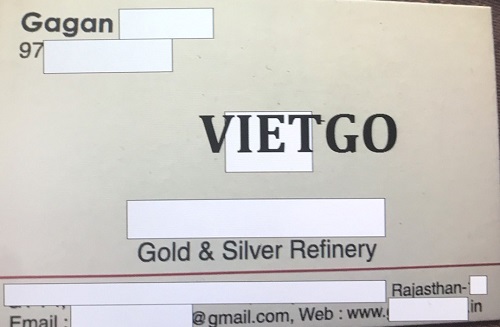 Gagan
97
VIETGO
Gold & Silver Refinery
Rajasthan-
Email : @gmail.com, Web : www. .in